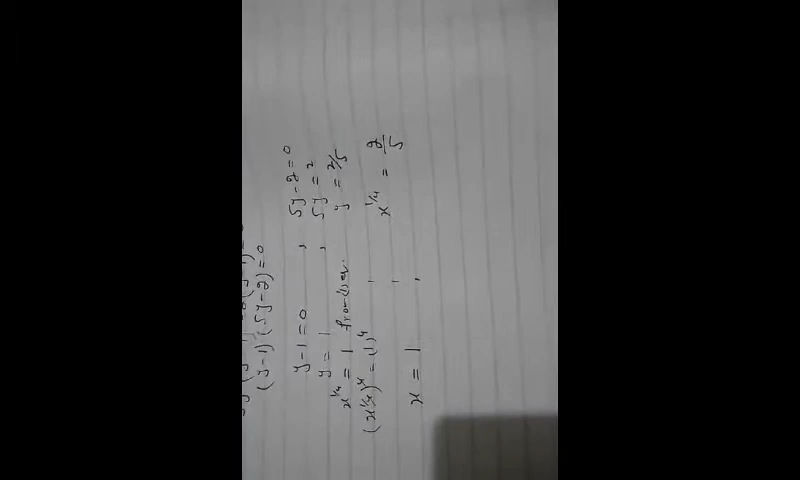 (y-1) (5y-2)=0
y-1=0 , 5y-2=0
y = 1 , 5y = 2
y = 2/5
x^1/4 = 1
(x^1/4)^4 = (1)^4 , x^1/4 = 2/5
x = 1 ,